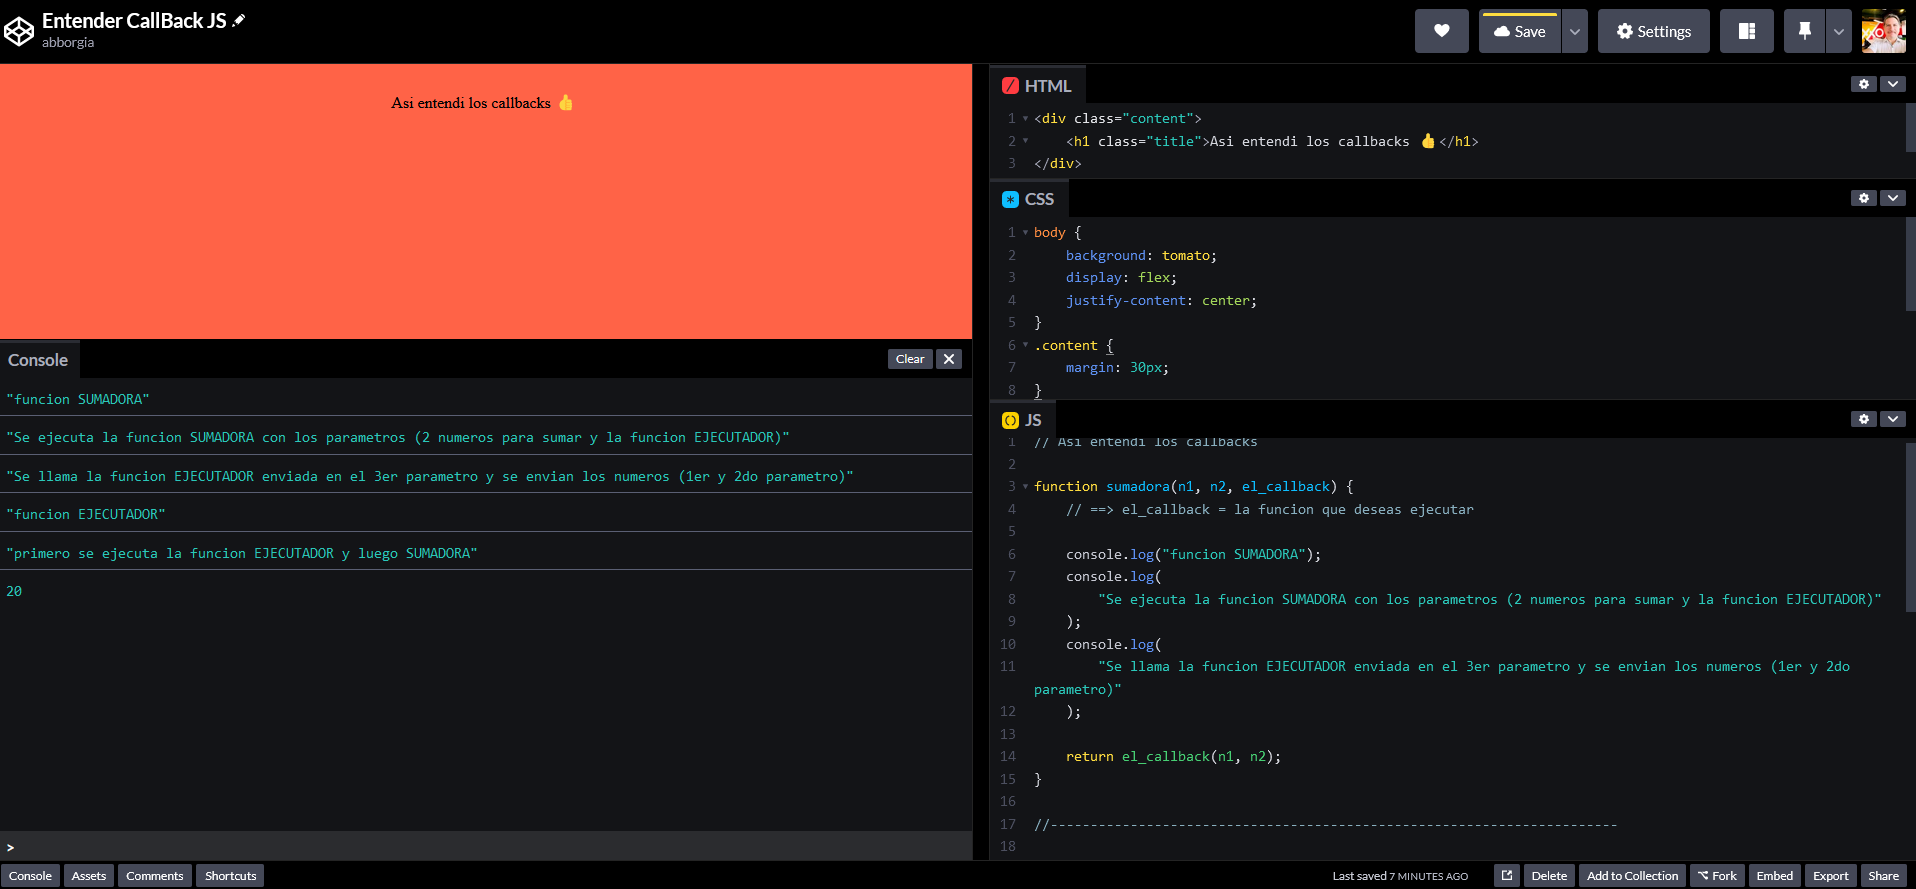 Entender CallBack JS
abborgia
Save
Settings
Asi entendi los callbacks 👍
Console
Clear
"funcion SUMADORA"
"Se ejecuta la funcion SUMADORA con los parametros (2 numeros para sumar y la funcion EJECUTADOR)"
"Se llama la funcion EJECUTADOR enviada en el 3er parametro y se envian los numeros (1er y 2do parametro)"
"funcion EJECUTADOR"
"primero se ejecuta la funcion EJECUTADOR y luego SUMADORA"
20
>
HTML
1 <div class="content">
2 <h1 class="title">Asi entendi los callbacks 👍</h1>
3 </div>
CSS
1 body {
2 background: tomato;
3 display: flex;
4 justify-content: center;
5 }
6 .content {
7 margin: 30px;
8 }
JS
1 // Asi entendi los callbacks
2
3 function sumadora(n1, n2, el_callback) {
4 // ==> el_callback = la funcion que deseas ejecutar
5
6 console.log("funcion SUMADORA");
7 console.log(
8 "Se ejecuta la funcion SUMADORA con los parametros (2 numeros para sumar y la funcion EJECUTADOR)"
9 );
10 console.log(
11 "Se llama la funcion EJECUTADOR enviada en el 3er parametro y se envian los numeros (1er y 2do
parametro)"
12 );
13
14 return el_callback(n1, n2);
15 }
16
17 //-----------------------------------------------------------------------
18
Console Assets Comments Shortcuts
Last saved 7 MINUTES AGO
Delete Add to Collection Fork Embed Export Share